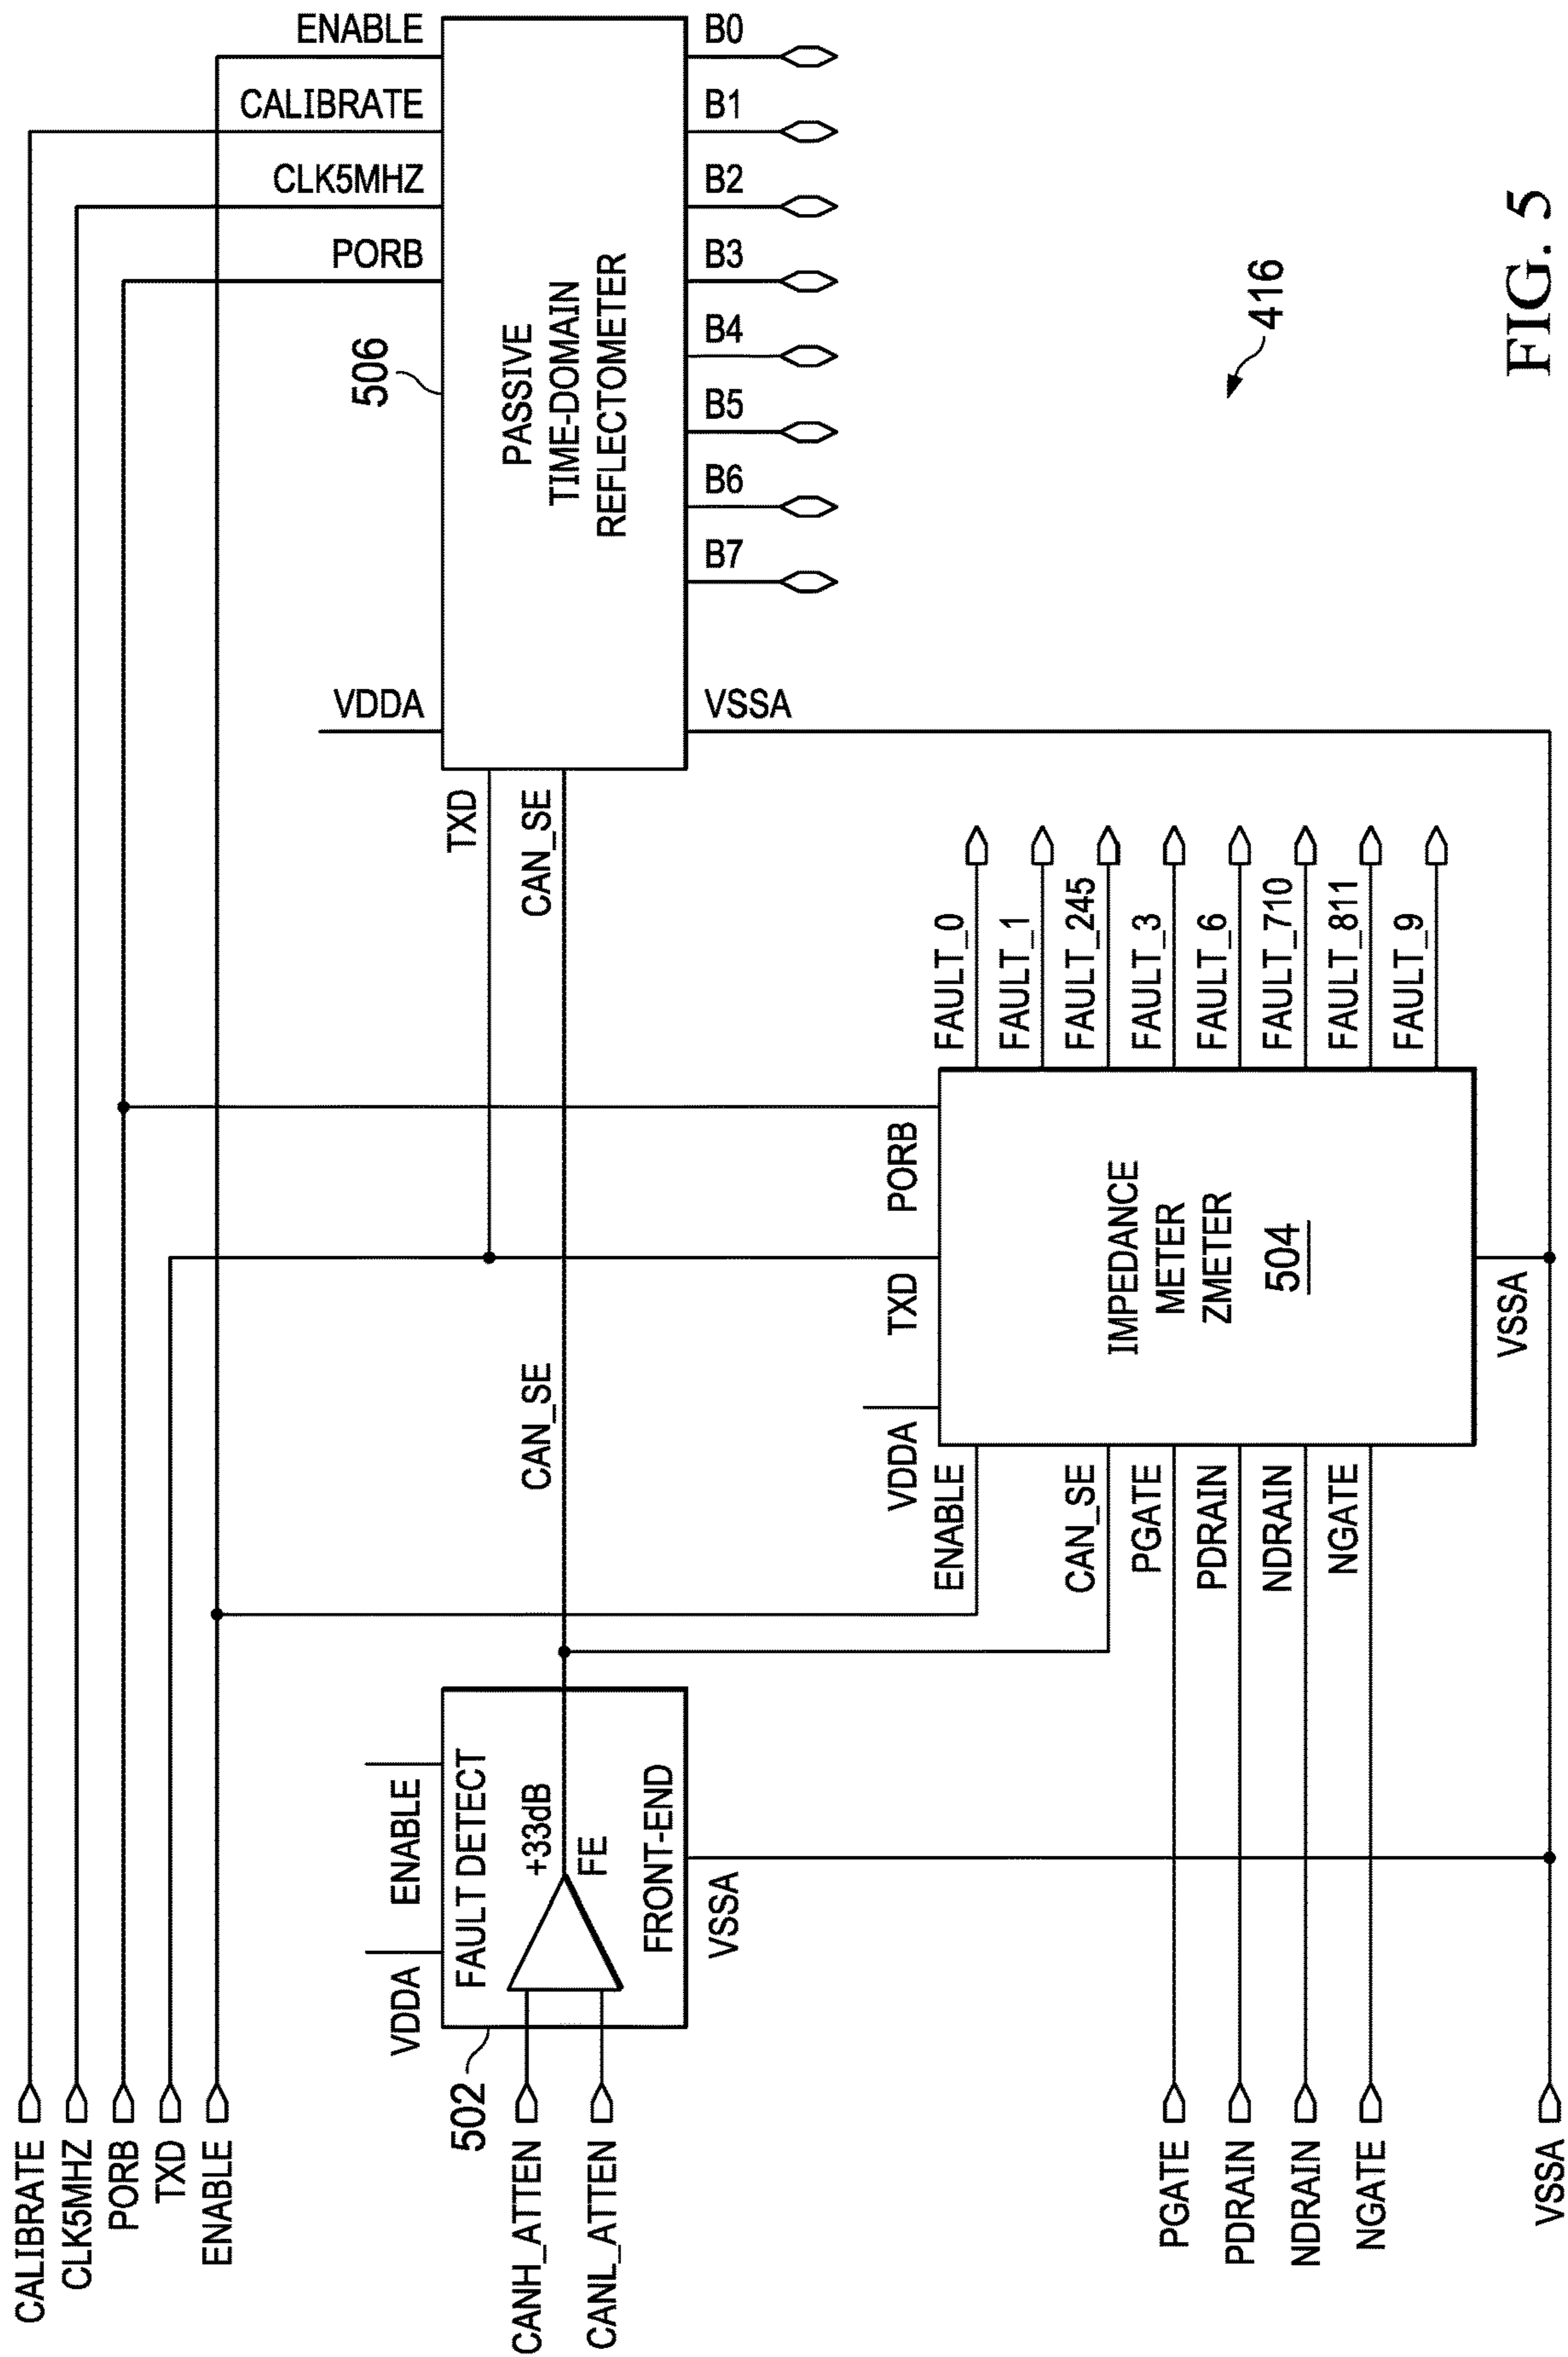 CALIBRATE
CLK5MHZ
PORB
TXD
ENABLE
CANH_ATTEN
CANL_ATTEN
PGATE
PDRAIN
NDRAIN
NGATE
VSSA
502
VDDA
ENABLE
FAULT DETECT
+33dB
FE
FRONT-END
VSSA
CAN_SE
TXD
CAN_SE
VDDA
ENABLE
CAN_SE
PGATE
PDRAIN
NDRAIN
NGATE
VDDA
TXD
PORB
IMPEDANCE
METER
ZMETER
504
VSSA
FAULT_0
FAULT_1
FAULT_245
FAULT_3
FAULT_6
FAULT_710
FAULT_811
FAULT_9
506
PORB
CLK5MHZ
CALIBRATE
ENABLE
PASSIVE
TIME-DOMAIN
REFLECTOMETER
VSSA
B7
B6
B5
B4
B3
B2
B1
B0
416
FIG. 5